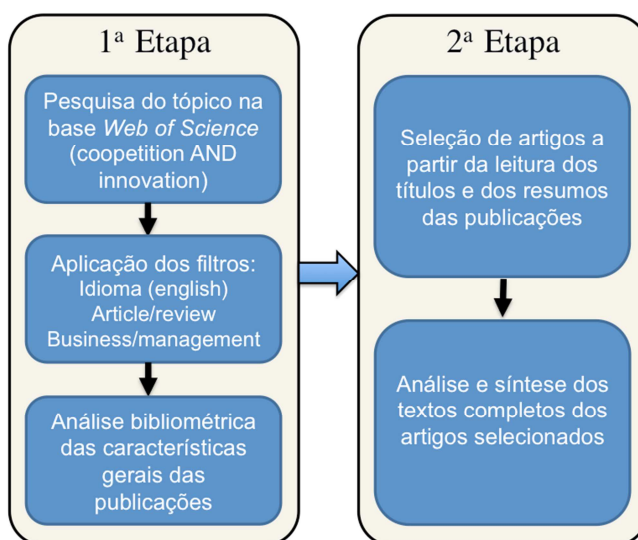 1ª Etapa
Pesquisa do tópico na
base Web of Science
(coopetition AND
innovation)
Aplicação dos filtros:
Idioma (english)
Article/review
Business/management
Análise bibliométrica
das características
gerais das
publicações
2ª Etapa
Seleção de artigos a
partir da leitura dos
títulos e dos resumos
das publicações
Análise e síntese dos
textos completos dos
artigos selecionados